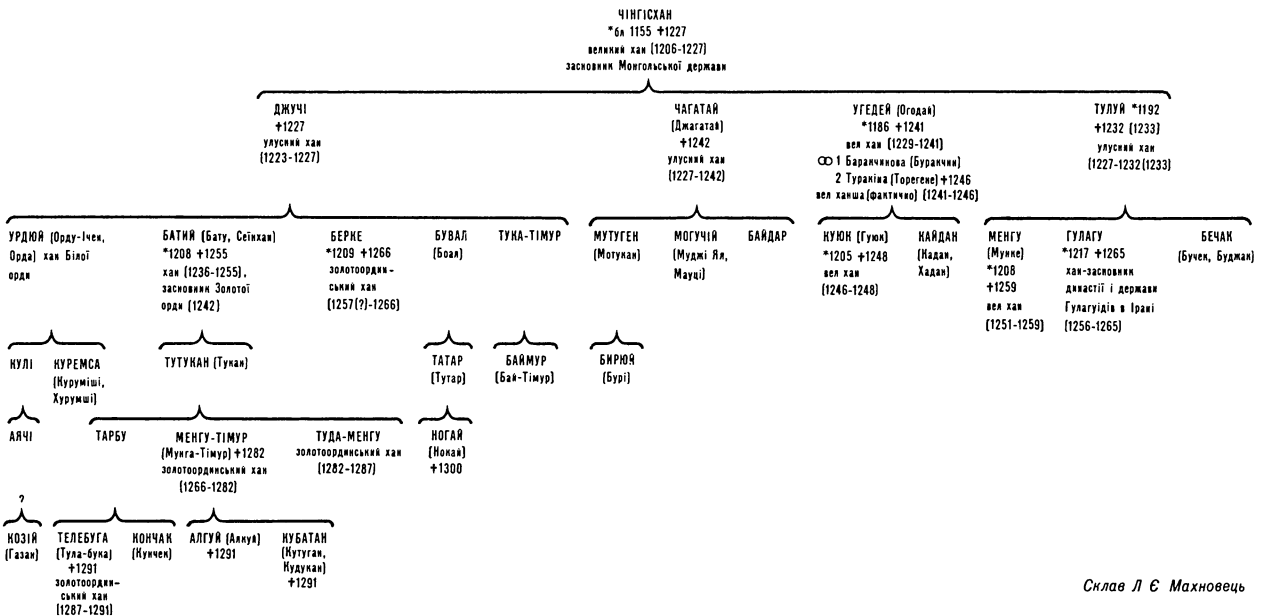 ЧІНГІСХАН
*бл 1155 +1227
великий хан (1206-1227)
засновник Монгольської держави
ДЖУЧІ
+1227
улусний хан
(1223-1227)
ЧАГАТАЙ
(Джагатай)
+1242
улусний хан
(1227-1242)
УГЕДЕЙ (Огодай)
*1186 +1241
вел хан (1229-1241)
ꝏ 1 Баракчинова (Буракчин)
2 Туракіна (Торегене) +1246
вел ханша (фактично) (1241-1246)
ТУЛУЙ *1192
+1232 (1233)
улусний хан
(1227-1232(1233)
УРДЮЙ (Орду-Ічен,
Орда) хан Білої
орди
БАТИЙ (Бату, Сеїнхан)
*1208 +1255
хан (1236-1255),
засновник Золотої
орди (1242)
БЕРКЕ
*1209 +1266
золотоордин-
ський хан
(1257(?)-1266)
БУВАЛ
(Боал)
ТУКА-ТІМУР
МУТУГЕН
(Мотукан)
МОГУЧІЙ
(Муджі Яя,
Мауці)
БАЙДАР
КУЮК (Гуюк)
*1205 +1248
вел хан
(1246-1248)
КАЙДАН
(Кадан,
Хадан)
МЕНГУ
(Мунке)
*1208
+1259
вел хан
(1251-1259)
ГУЛАГУ
*1217 +1265
хан-засновник
династії і держави
Гулагуїдів в Ірані
(1256-1265)
БЕЧАК
(Бучек, Буджак)
КУЛІ
КУРЕМСА
(Куруміші,
Хурумші)
ТУТУКАН (Тукан)
ТАТАР
(Тутар)
БАЙМУР
(Бай-Тімур)
БИРЮЙ
(Бурі)
АЯЧІ
ТАРБУ
МЕНГУ-ТІМУР
(Мунга-Тімур) +1282
золотоординський хан
(1266-1282)
ТУДА-МЕНГУ
золотоординський хан
(1282-1287)
НОГАЙ
(Нокай)
+1300
?
КОЗІЙ
(Газан)
ТЕЛЕБУГА
(Тула-бука)
+1291
золотоордин-
ський хан
(1287-1291)
КОНЧАК
(Кунчек)
АЛГУЙ (Алкуй)
+1291
КУБАТАН
(Кутуган,
Кудукан)
+1291
Склав Л Є Махновець